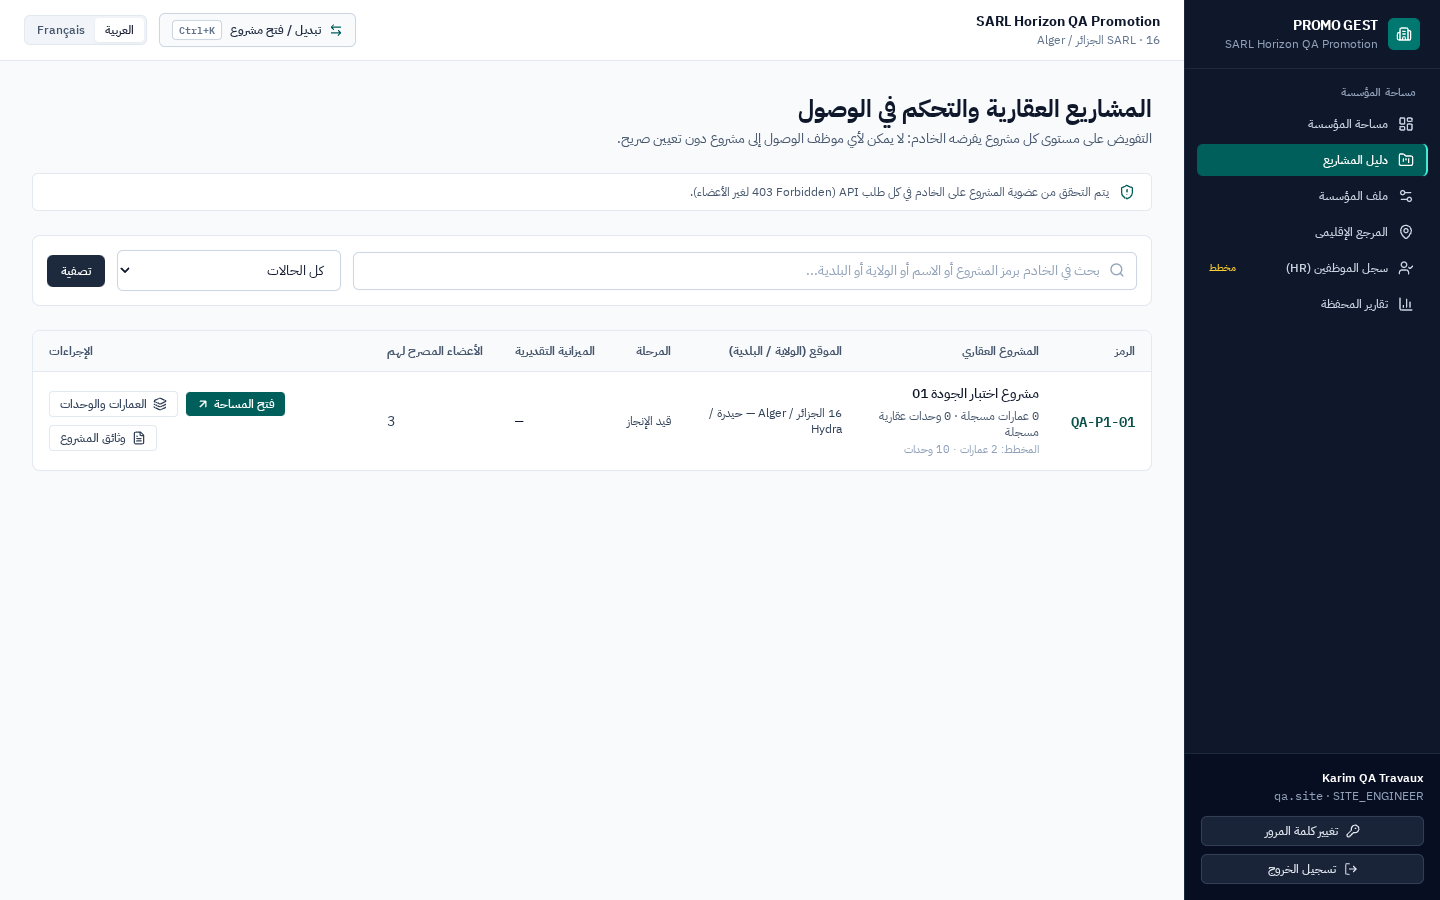 PROMO GEST
SARL Horizon QA Promotion
مساحة المؤسسة
مساحة المؤسسة
دليل المشاريع
ملف المؤسسة
المرجع الإقليمي
سجل الموظفين (HR)
مخطط
تقارير المحفظة
Karim QA Travaux
qa.site · SITE_ENGINEER
تغيير كلمة المرور
تسجيل الخروج
SARL Horizon QA Promotion
SARL · 16 الجزائر / Alger
تبديل / فتح مشروع
Ctrl+K
العربية
Français
المشاريع العقارية والتحكم في الوصول
التفويض على مستوى كل مشروع يفرضه الخادم: لا يمكن لأي موظف الوصول إلى مشروع دون تعيين صريح.
يتم التحقق من عضوية المشروع على الخادم في كل طلب API (403 Forbidden لغير الأعضاء).
بحث في الخادم برمز المشروع أو الاسم أو الولاية أو البلدية...
كل الحالات
تصفية
الرمز
المشروع العقاري
الموقع (الولاية / البلدية)
المرحلة
الميزانية التقديرية
الأعضاء المصرح لهم
الإجراءات
QA-P1-01
مشروع اختبار الجودة 01
0 عمارات مسجلة · 0 وحدات عقارية
مسجلة
المخطط: 2 عمارات · 10 وحدات
16 الجزائر / Alger — حيدرة /
Hydra
قيد الإنجاز
—
3
فتح المساحة
العمارات والوحدات
وثائق المشروع